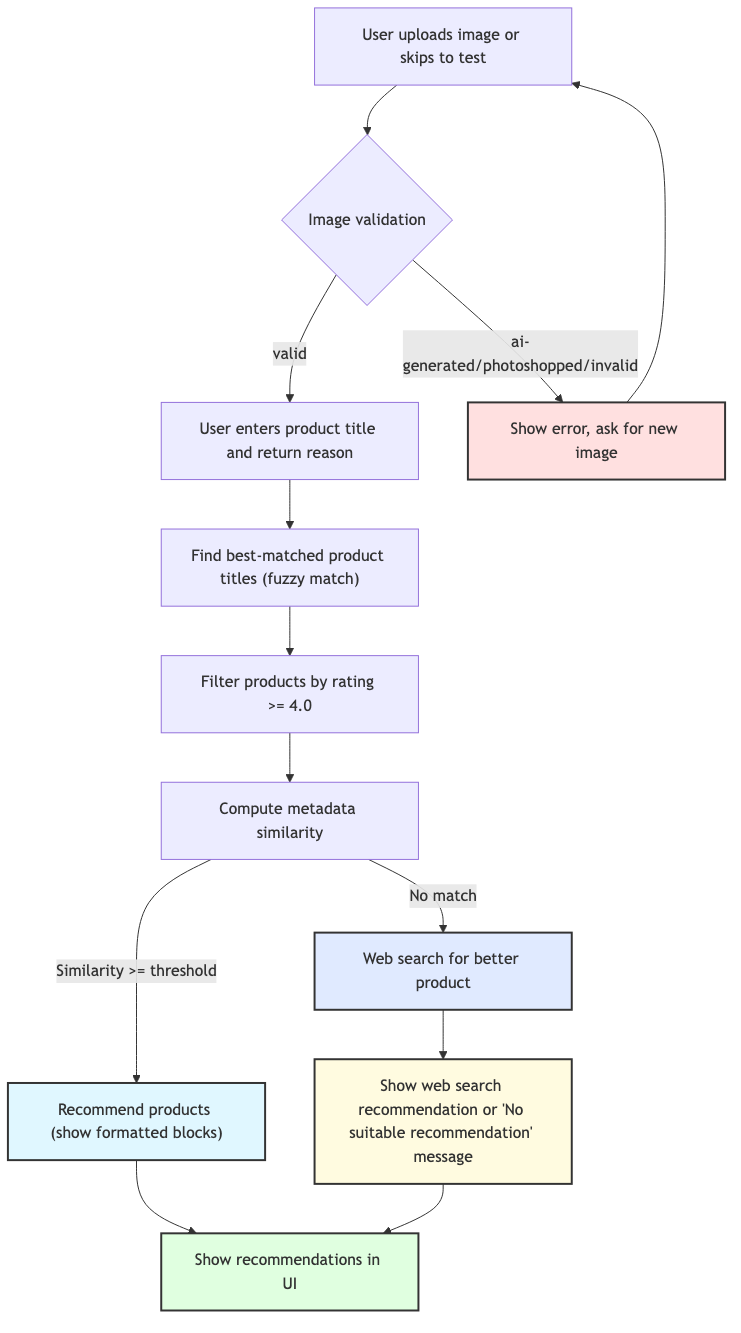 User uploads image or
skips to test
Image validation
valid
ai-
generated/photoshopped/invalid
User enters product title
and return reason
Show error, ask for new
image
Find best-matched product
titles (fuzzy match)
Filter products by rating
>= 4.0
Compute metadata
similarity
No match
Similarity >= threshold
Web search for better
product
Recommend products
(show formatted blocks)
Show web search
recommendation or 'No
suitable recommendation'
message
Show recommendations in
UI